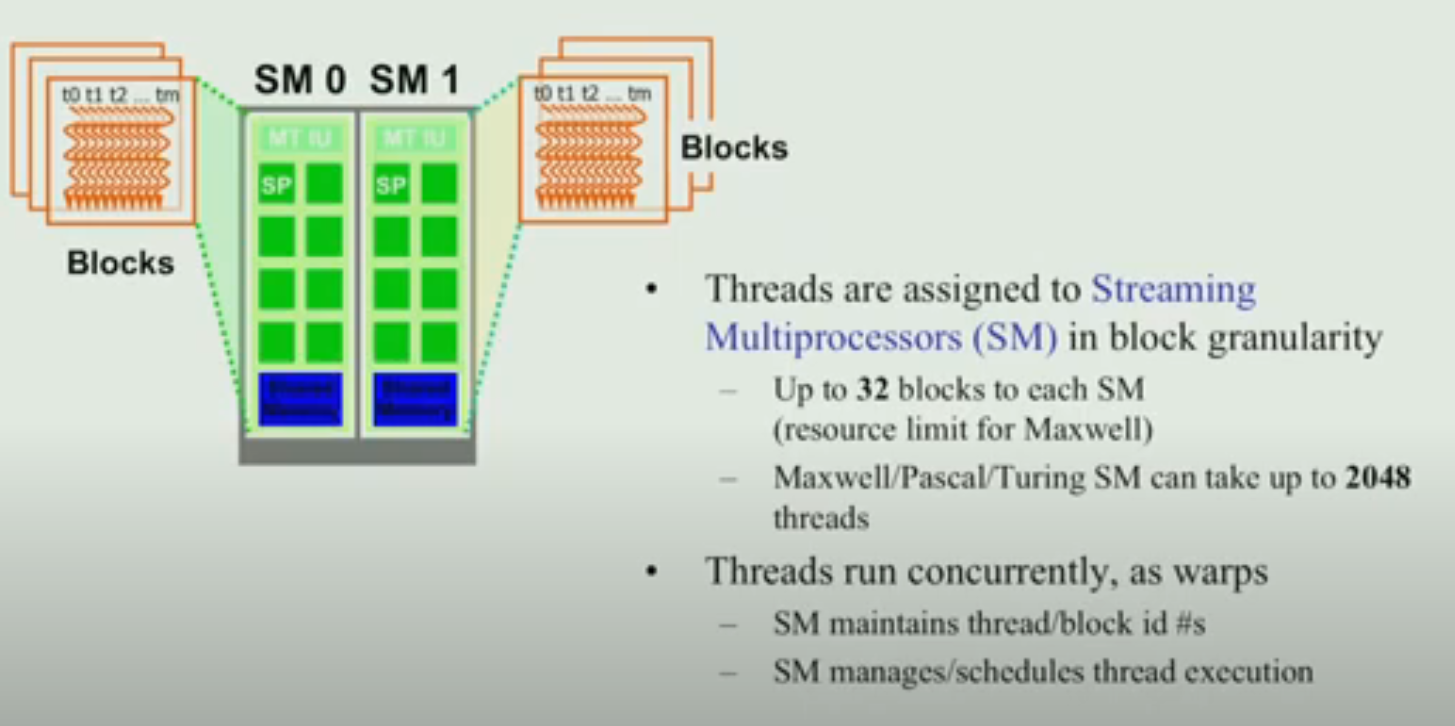 SM 0 SM 1
t0 t1 t2 ... tm
t0 t1 t2 ... tm
MT IU
MT IU
Blocks
SP
SP
Blocks
Shared
Memory
Shared
Memory
• Threads are assigned to Streaming
Multiprocessors (SM) in block granularity
– Up to 32 blocks to each SM
(resource limit for Maxwell)
– Maxwell/Pascal/Turing SM can take up to 2048
threads
• Threads run concurrently, as warps
– SM maintains thread/block id #s
– SM manages/schedules thread execution